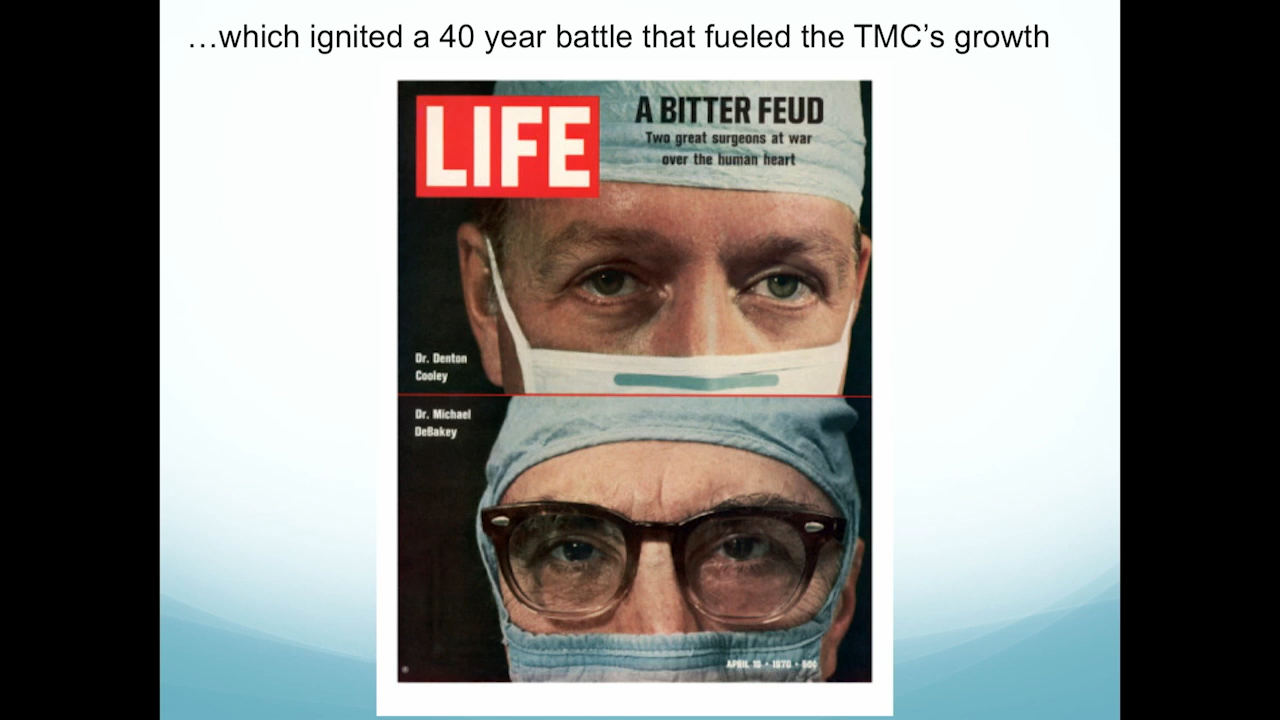 …which ignited a 40 year battle that fueled the TMC’s growth
LIFE
A BITTER FEUD
Two great surgeons at war
over the human heart
Dr. Denton
Cooley
Dr. Michael
DeBakey
APRIL 10 • 1970 • 50¢